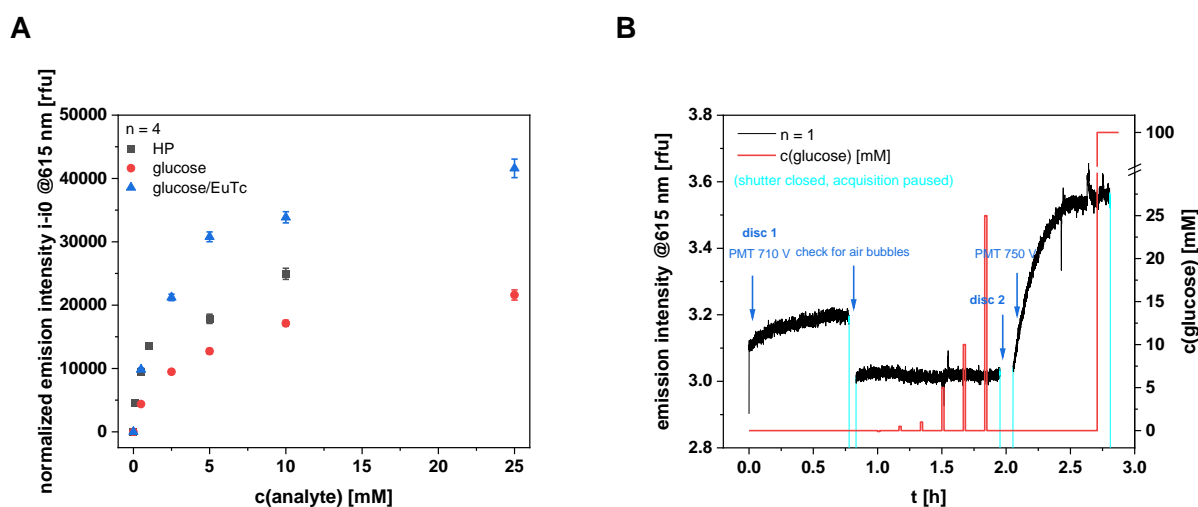 A
normalized emision intensity i-i0 @615 nm [rfu]
50000
40000
30000
20000
10000
0
n = 4
HP
glucose
glucose/EuTc
0
5
10
15
20
25
c(analyte) [mM]
B
emission intensity @615 nm [rfu]
3.8
3.6
3.4
3.2
3.0
2.8
n = 1
c(glucose) [mM]
(shutter closed, acquisition paused)
disc 1
PMT 710 V
check for air bubbles
PMT 750 V
disc 2
100
25
20
15
10
5
0
c(glucose) [mM]
0.0
0.5
1.0
1.5
2.0
2.5
3.0
t [h]